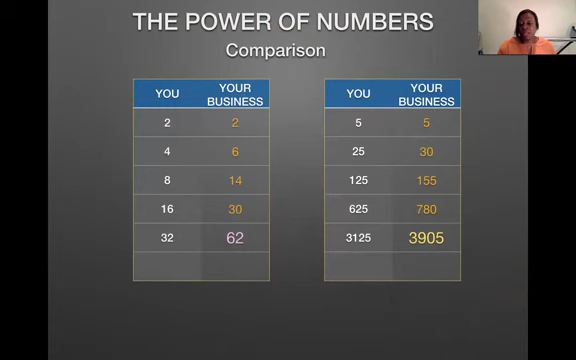 THE POWER OF NUMBERS
Comparison
YOU YOUR BUSINESS
2 2
4 6
8 14
16 30
32 62
YOU YOUR BUSINESS
5 5
25 30
125 155
625 780
3125 3905